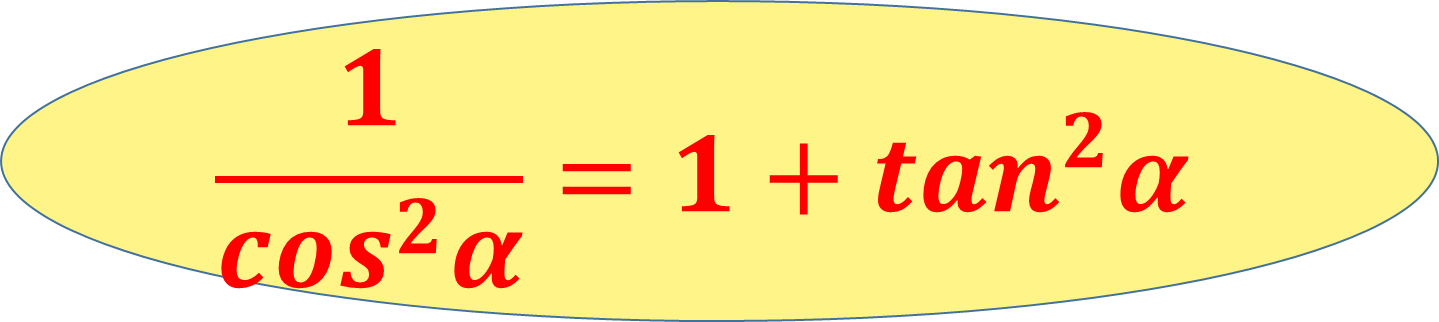 1/cos²α = 1 + tan²α